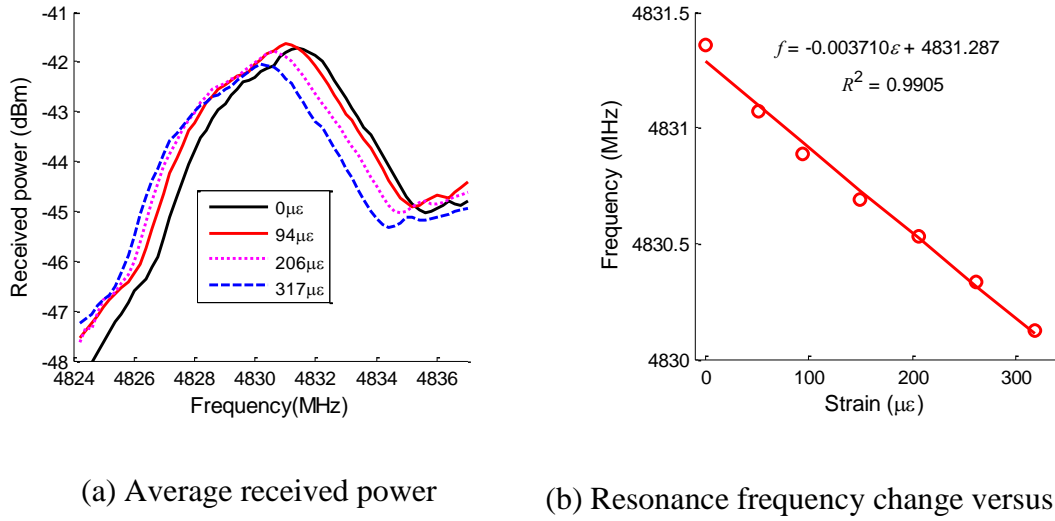 -41
-42
-43
-44
-45
-46
-47
-48
Received power (dBm)
0με
94με
206με
317με
4824 4826 4828 4830 4832 4834 4836
Frequency(MHz)
(a) Average received power
4831.5
4831
4830.5
4830
Frequency (MHz)
f = -0.003710ε + 4831.287
R² = 0.9905
0 100 200 300
Strain (με)
(b) Resonance frequency change versus